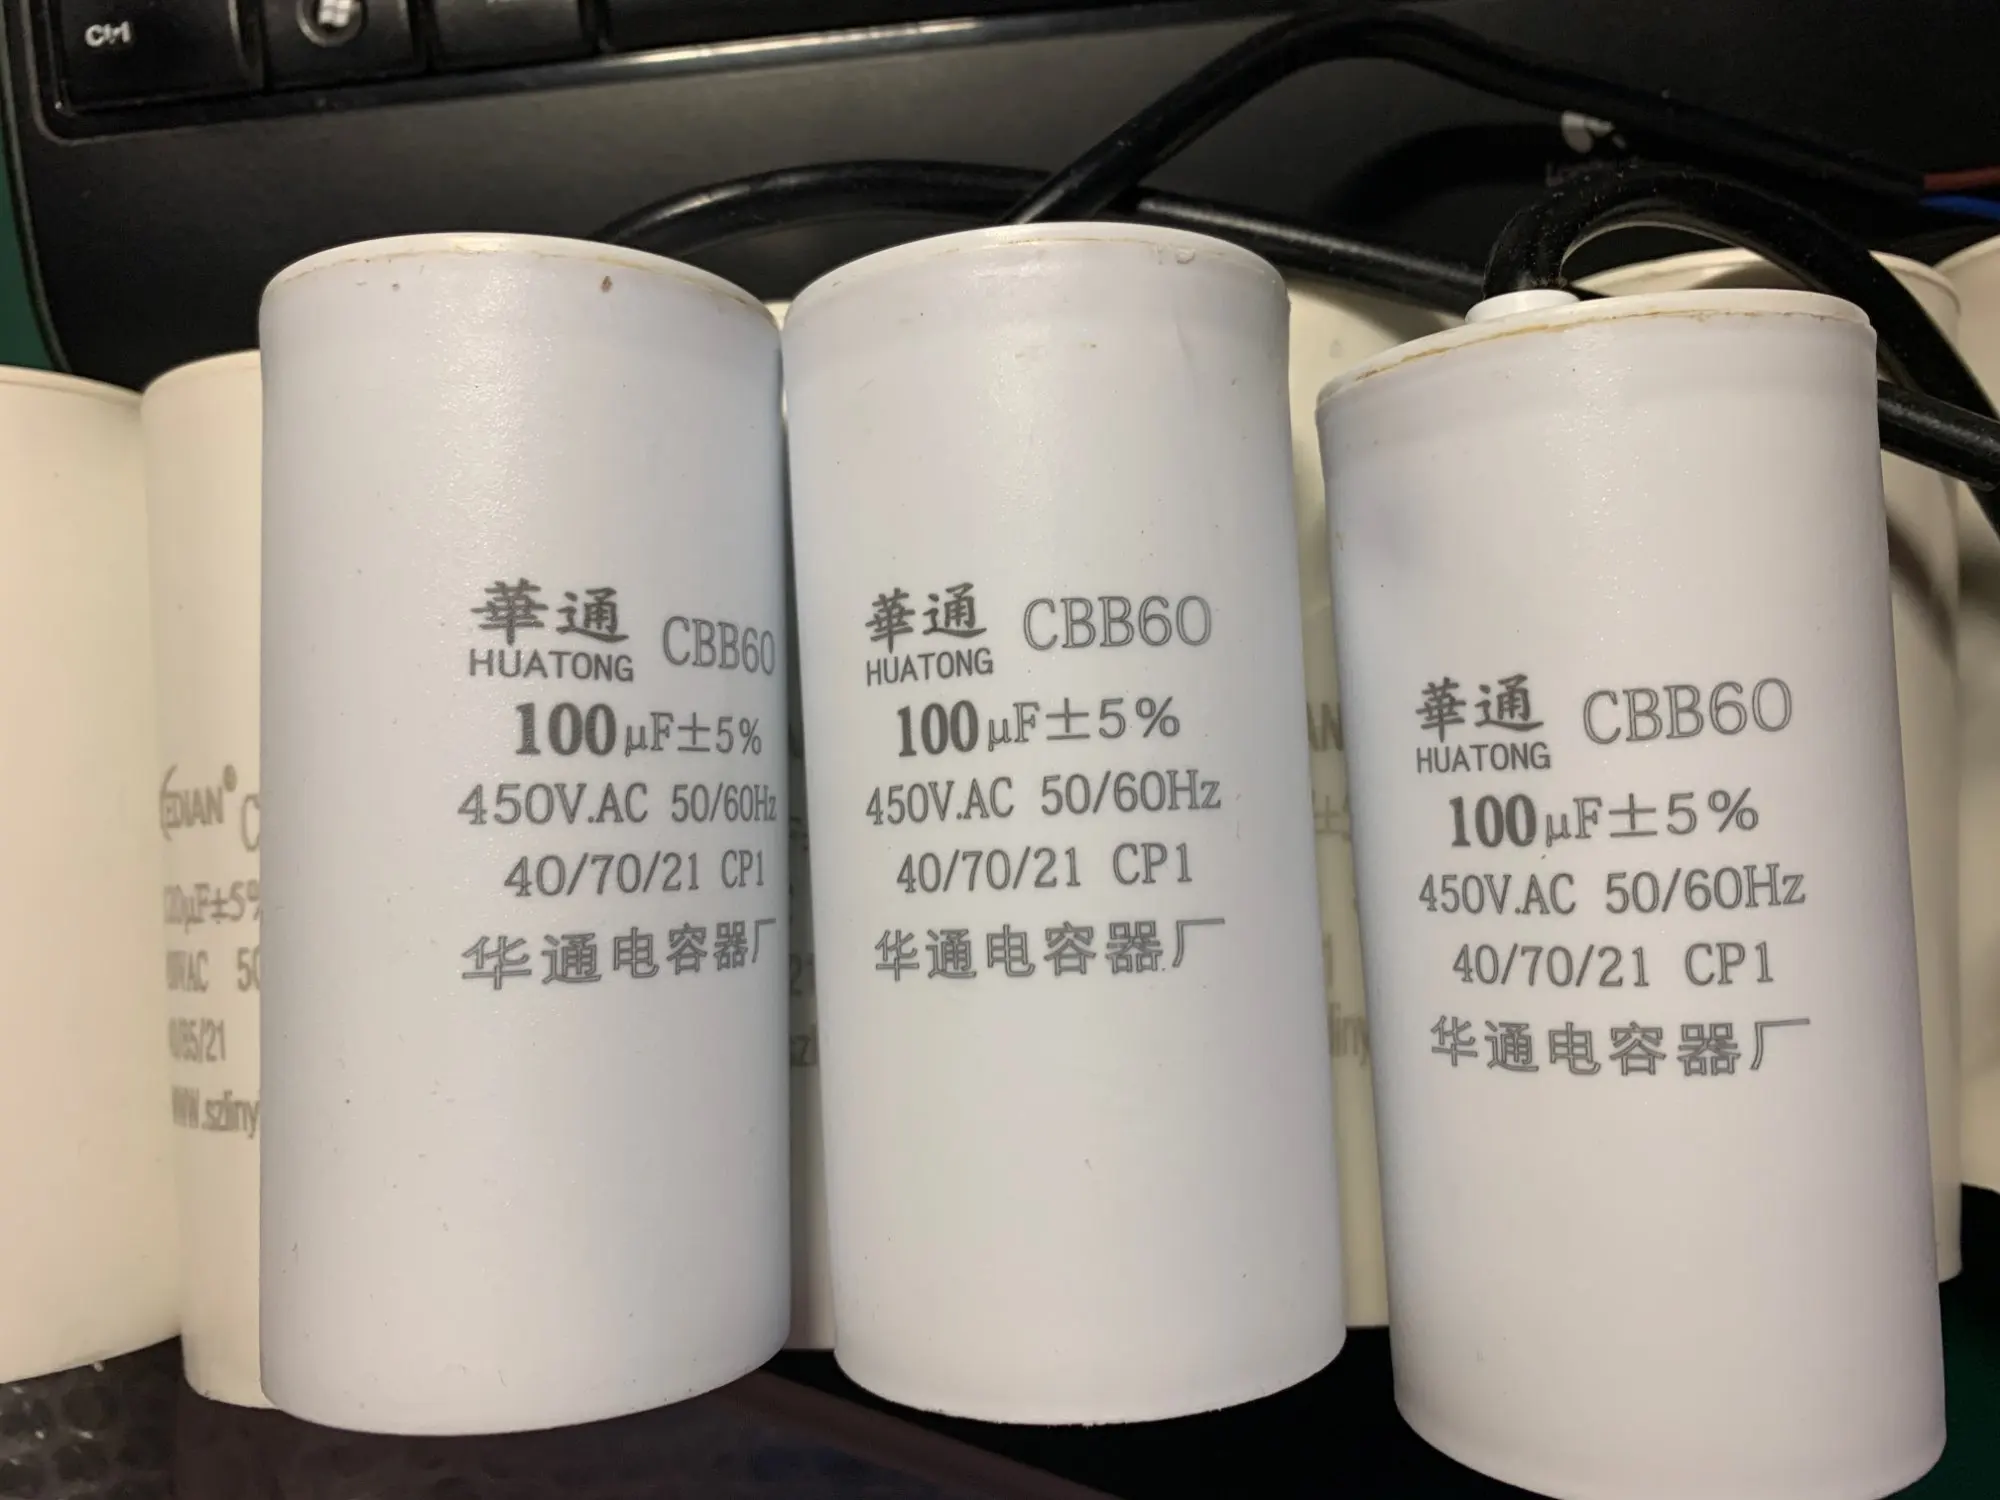 Ctrl
華通 CBB60
HUATONG
100μF±5%
450V.AC 50/60Hz
40/70/21 CP1
华通电容器厂
華通 CBB60
HUATONG
100μF±5%
450V.AC 50/60Hz
40/70/21 CP1
华通电容器厂
華通 CBB60
HUATONG
100μF±5%
450V.AC 50/60Hz
40/70/21 CP1
华通电容器厂